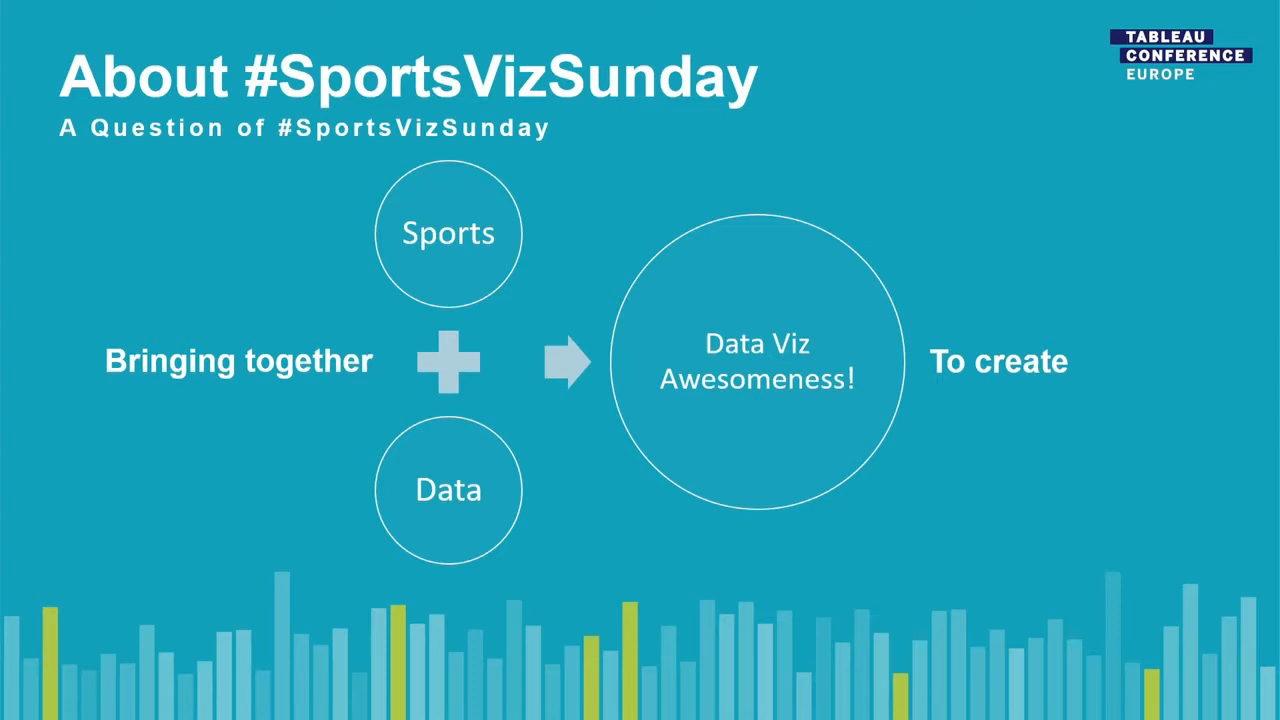 About #SportsVizSunday
A Question of #SportsVizSunday
TABLEAU
CONFERENCE
EUROPE
Sports
Bringing together
Data
Data Viz
Awesomeness!
To create